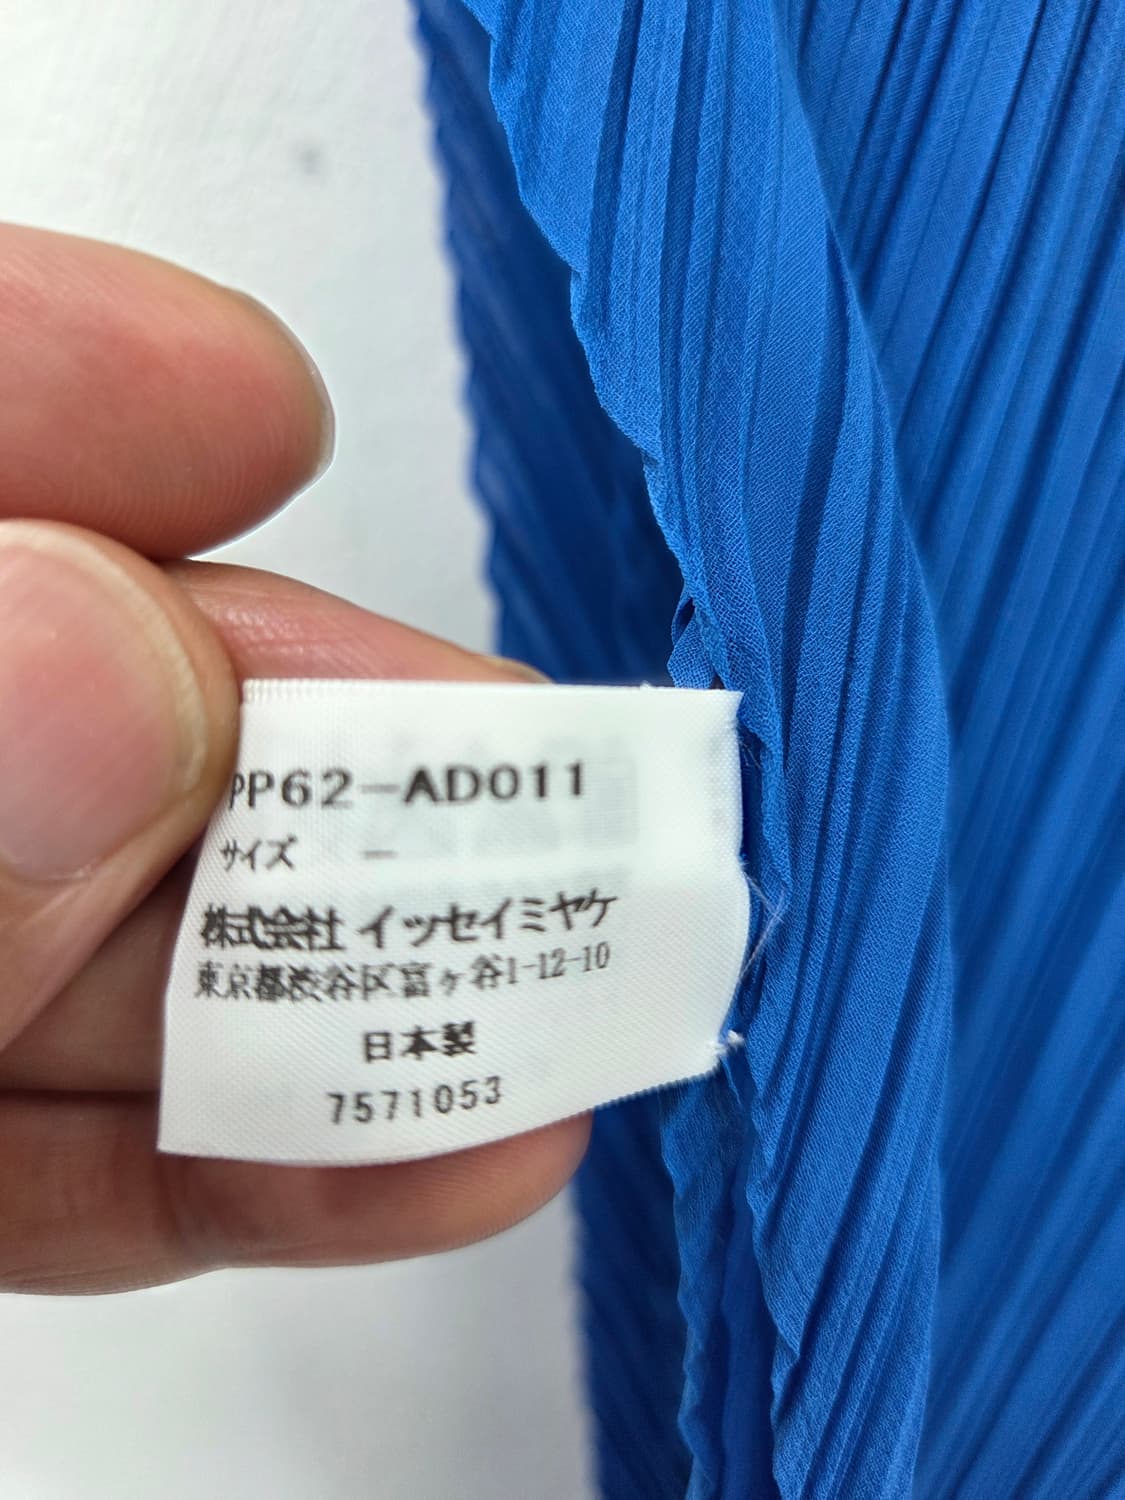 PP62-AD011
サイズ －
株式会社 イッセイミヤケ
東京都渋谷区富ヶ谷1-12-10
日本製
7571053